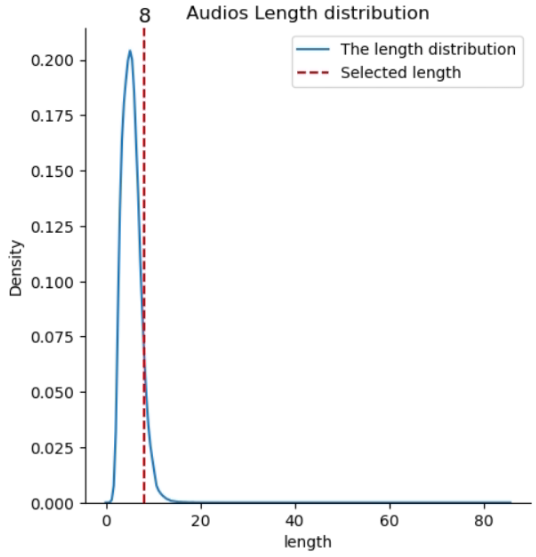 8
Audios Length distribution
The length distribution
Selected length
0.200
0.175
0.150
0.125
0.100
0.075
0.050
0.025
0.000
Density
0 20 40 60 80
length